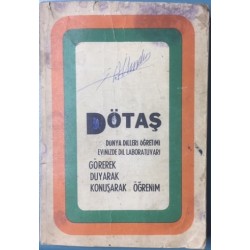 DÖTAŞ
DÜNYA DİLLERİ ÖĞRETİMİ
EVİNİZDE DİL LABORATUVARI
GÖREREK
DUYARAK
KONUŞARAK ÖĞRENİM